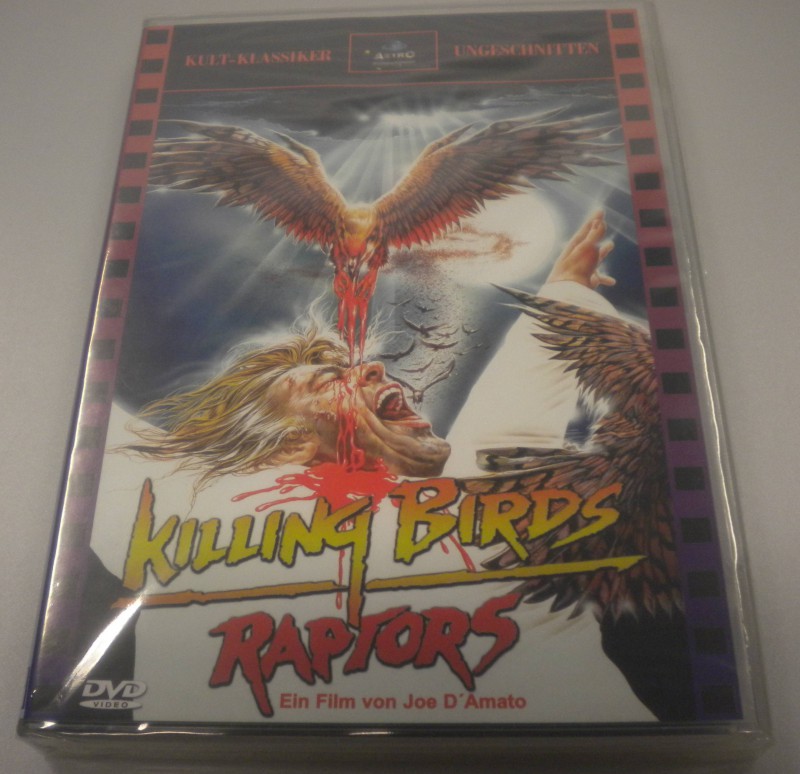 KULT-KLASSIKER ASTRO UNGESCHNITTEN
KILLING BIRDS
RAPTORS
Ein Film von Joe D´Amato
DVD
VIDEO